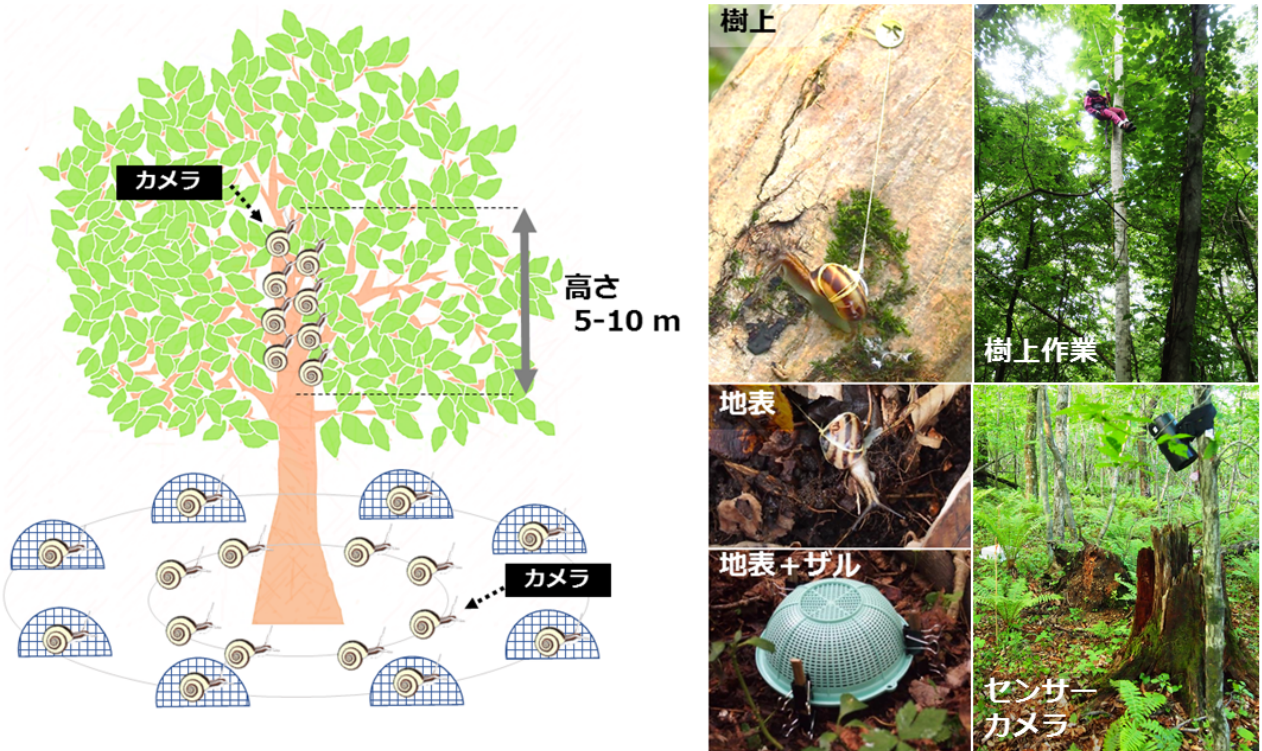 カメラ
高さ
5-10 m
カメラ
樹上
樹上作業
地表
地表+ザル
センサー
カメラ